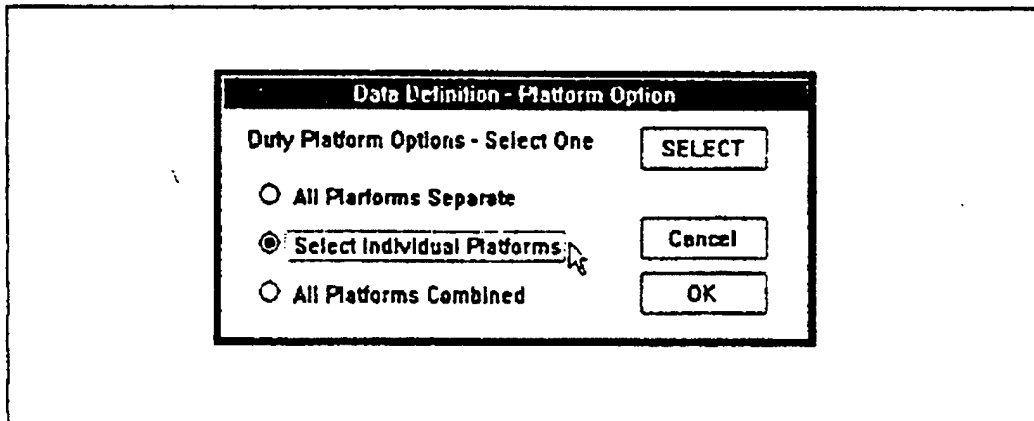 Data Definition - Platform Option
Duty Platform Options - Select One
SELECT
All Platforms Separate
Select Individual Platforms
Cancel
All Platforms Combined
OK